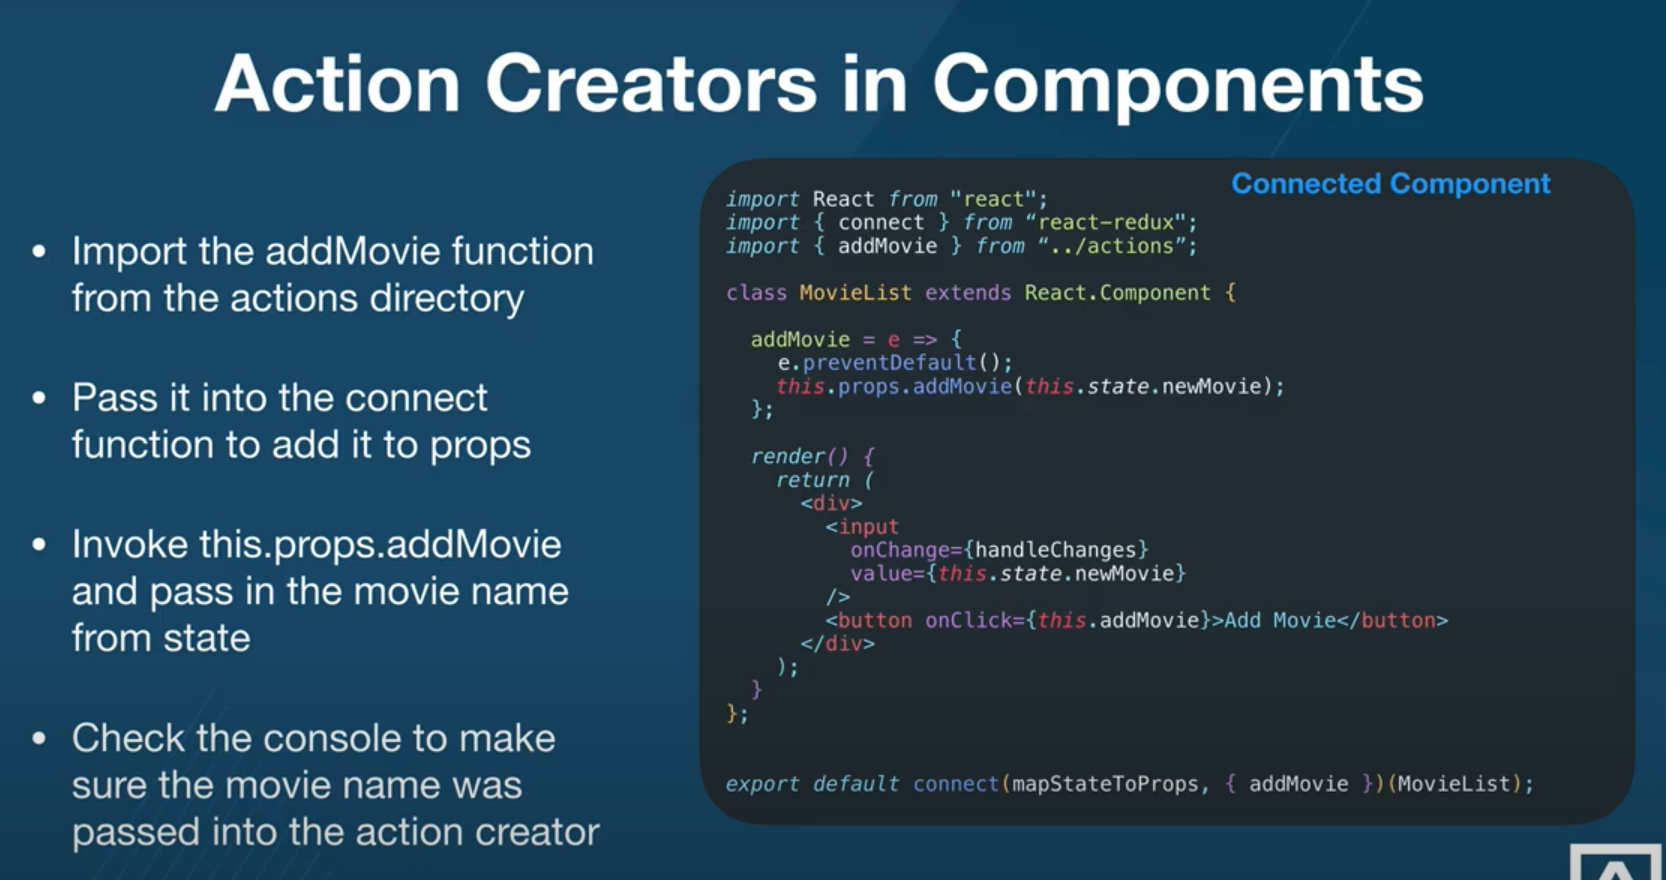 Action Creators in Components
• Import the addMovie function
from the actions directory
• Pass it into the connect
function to add it to props
• Invoke this.props.addMovie
and pass in the movie name
from state
• Check the console to make
sure the movie name was
passed into the action creator
Connected Component
import React from "react";
import { connect } from “react-redux";
import { addMovie } from “../actions”;
class MovieList extends React.Component {
addMovie = e => {
e.preventDefault();
this.props.addMovie(this.state.newMovie);
};
render() {
return (
<div>
<input
onChange={handleChanges}
value={this.state.newMovie}
/>
<button onClick={this.addMovie}>Add Movie</button>
</div>
);
}
};
export default connect(mapStateToProps, { addMovie })(MovieList);